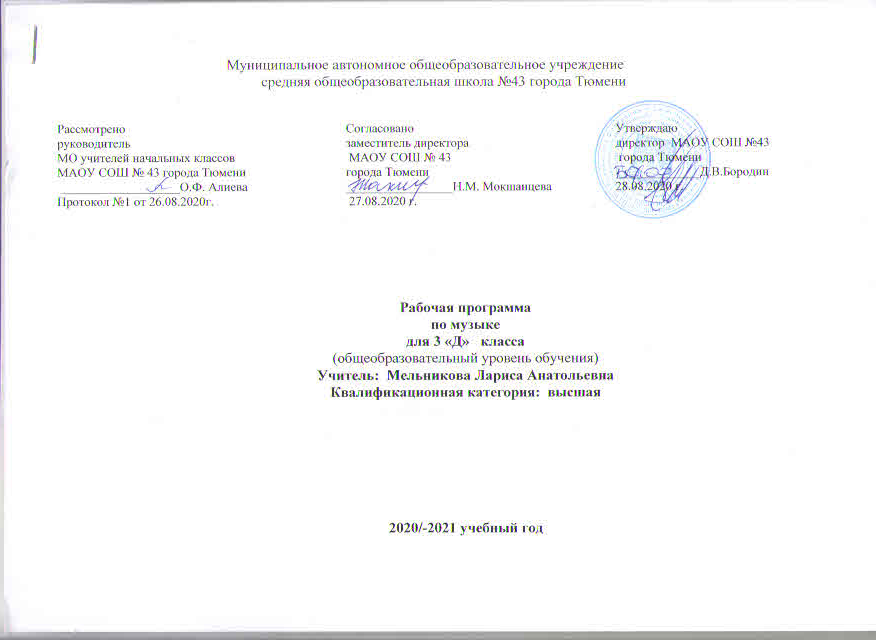 Муниципальное автономное общеобразовательное учреждение
средняя общеобразовательная школа №43 города Тюмени
Рассмотрено
руководитель
МО учителей начальных классов
МАОУ СОШ № 43 города Тюмени
____________________О.Ф. Алиева
Протокол №1 от 26.08.2020г.
Согласовано
заместитель директора
МАОУ СОШ № 43
города Тюмени
__________________Н.М. Мокшанцева
27.08.2020 г.
Утверждаю
директор МАОУ СОШ №43
города Тюмени
______________Д.В.Бородин
28.08.2020 г.
Рабочая программа
по музыке
для 3 «Д» класса
(общеобразовательный уровень обучения)
Учитель: Мельникова Лариса Анатольевна
Квалификационная категория: высшая
2020/-2021 учебный год